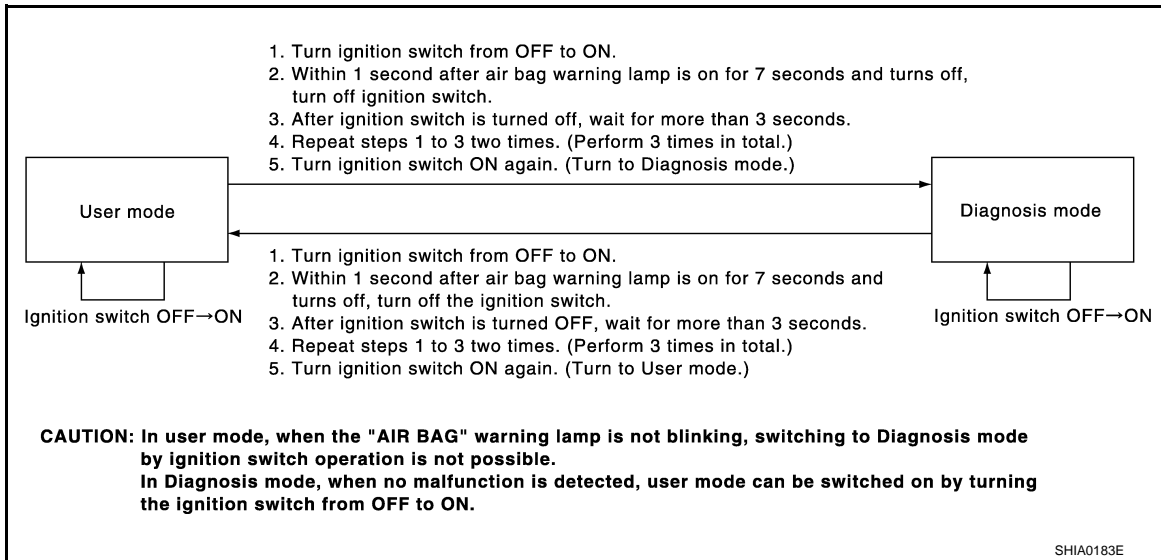 1. Turn ignition switch from OFF to ON.
2. Within 1 second after air bag warning lamp is on for 7 seconds and turns off,
turn off ignition switch.
3. After ignition switch is turned off, wait for more than 3 seconds.
4. Repeat steps 1 to 3 two times. (Perform 3 times in total.)
5. Turn ignition switch ON again. (Turn to Diagnosis mode.)
User mode
Diagnosis mode
1. Turn ignition switch from OFF to ON.
2. Within 1 second after air bag warning lamp is on for 7 seconds and
turns off, turn off the ignition switch.
3. After ignition switch is turned OFF, wait for more than 3 seconds.
4. Repeat steps 1 to 3 two times. (Perform 3 times in total.)
5. Turn ignition switch ON again. (Turn to User mode.)
Ignition switch OFF→ON
Ignition switch OFF→ON
CAUTION: In user mode, when the "AIR BAG" warning lamp is not blinking, switching to Diagnosis mode
by ignition switch operation is not possible.
In Diagnosis mode, when no malfunction is detected, user mode can be switched on by turning
the ignition switch from OFF to ON.
SHIA0183E